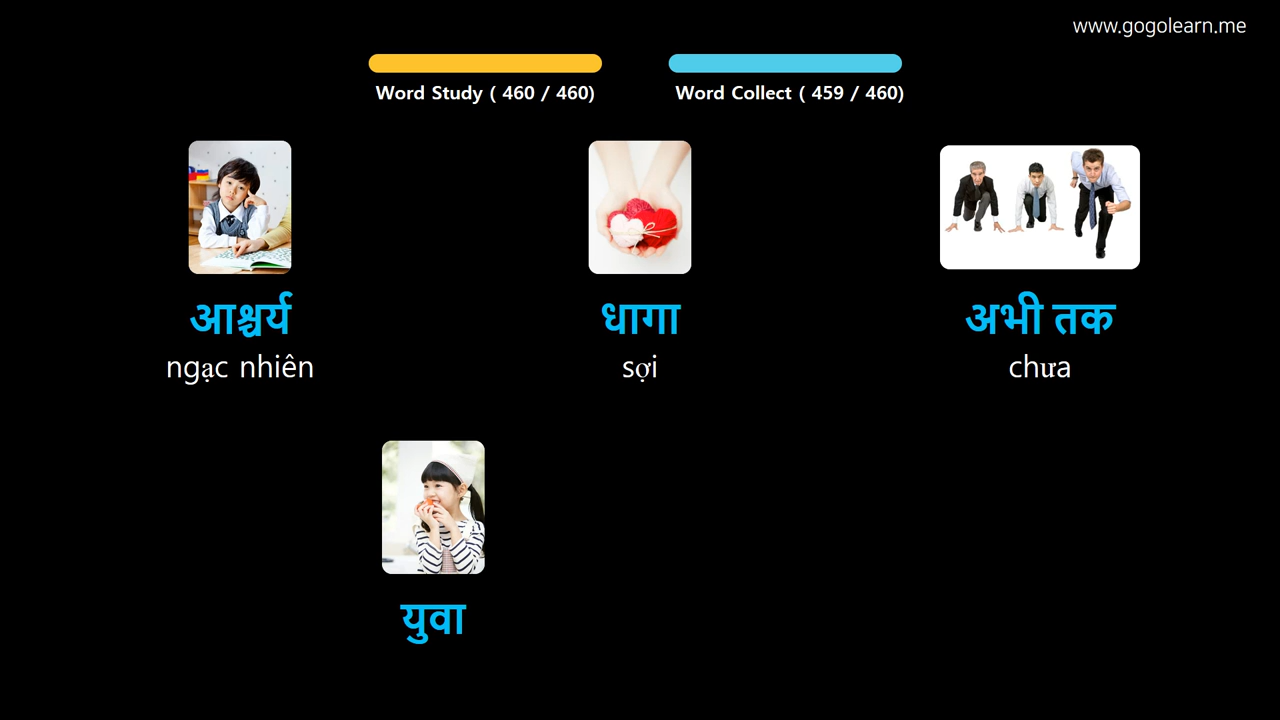 www.gogolearn.me
Word Study ( 460 / 460)
Word Collect ( 459 / 460)
आश्चर्य
धागा
अभी तक
ngạc nhiên
sợi
chưa
युवा